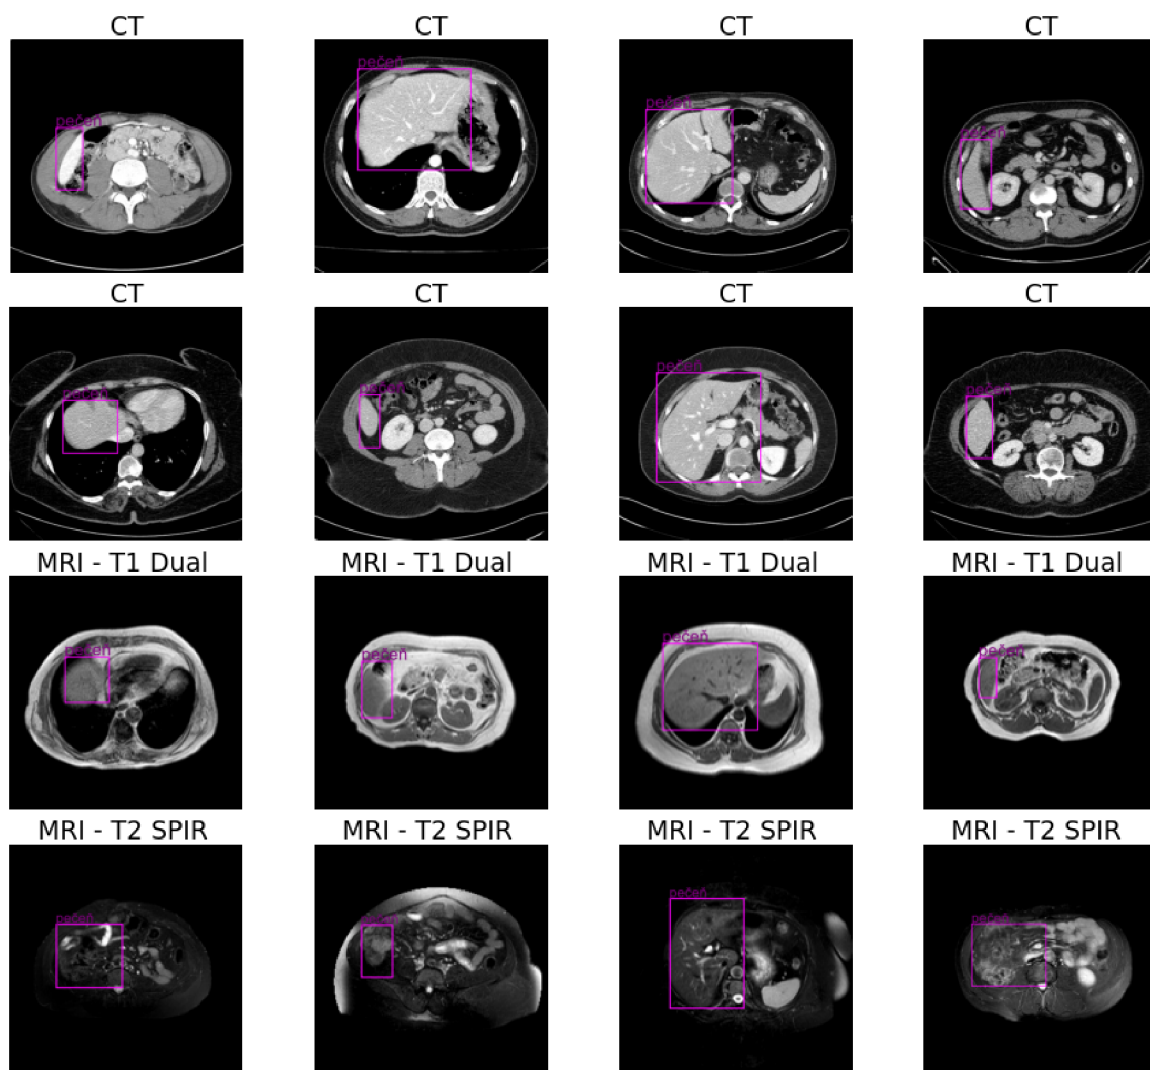 CT CT CT CT
pečeň pečeň pečeň pečeň
CT CT CT CT
pečeň pečeň pečeň pečeň
MRI - T1 Dual MRI - T1 Dual MRI - T1 Dual MRI - T1 Dual
pečeň pečeň pečeň pečeň
MRI - T2 SPIR MRI - T2 SPIR MRI - T2 SPIR MRI - T2 SPIR
pečeň pečeň pečeň pečeň